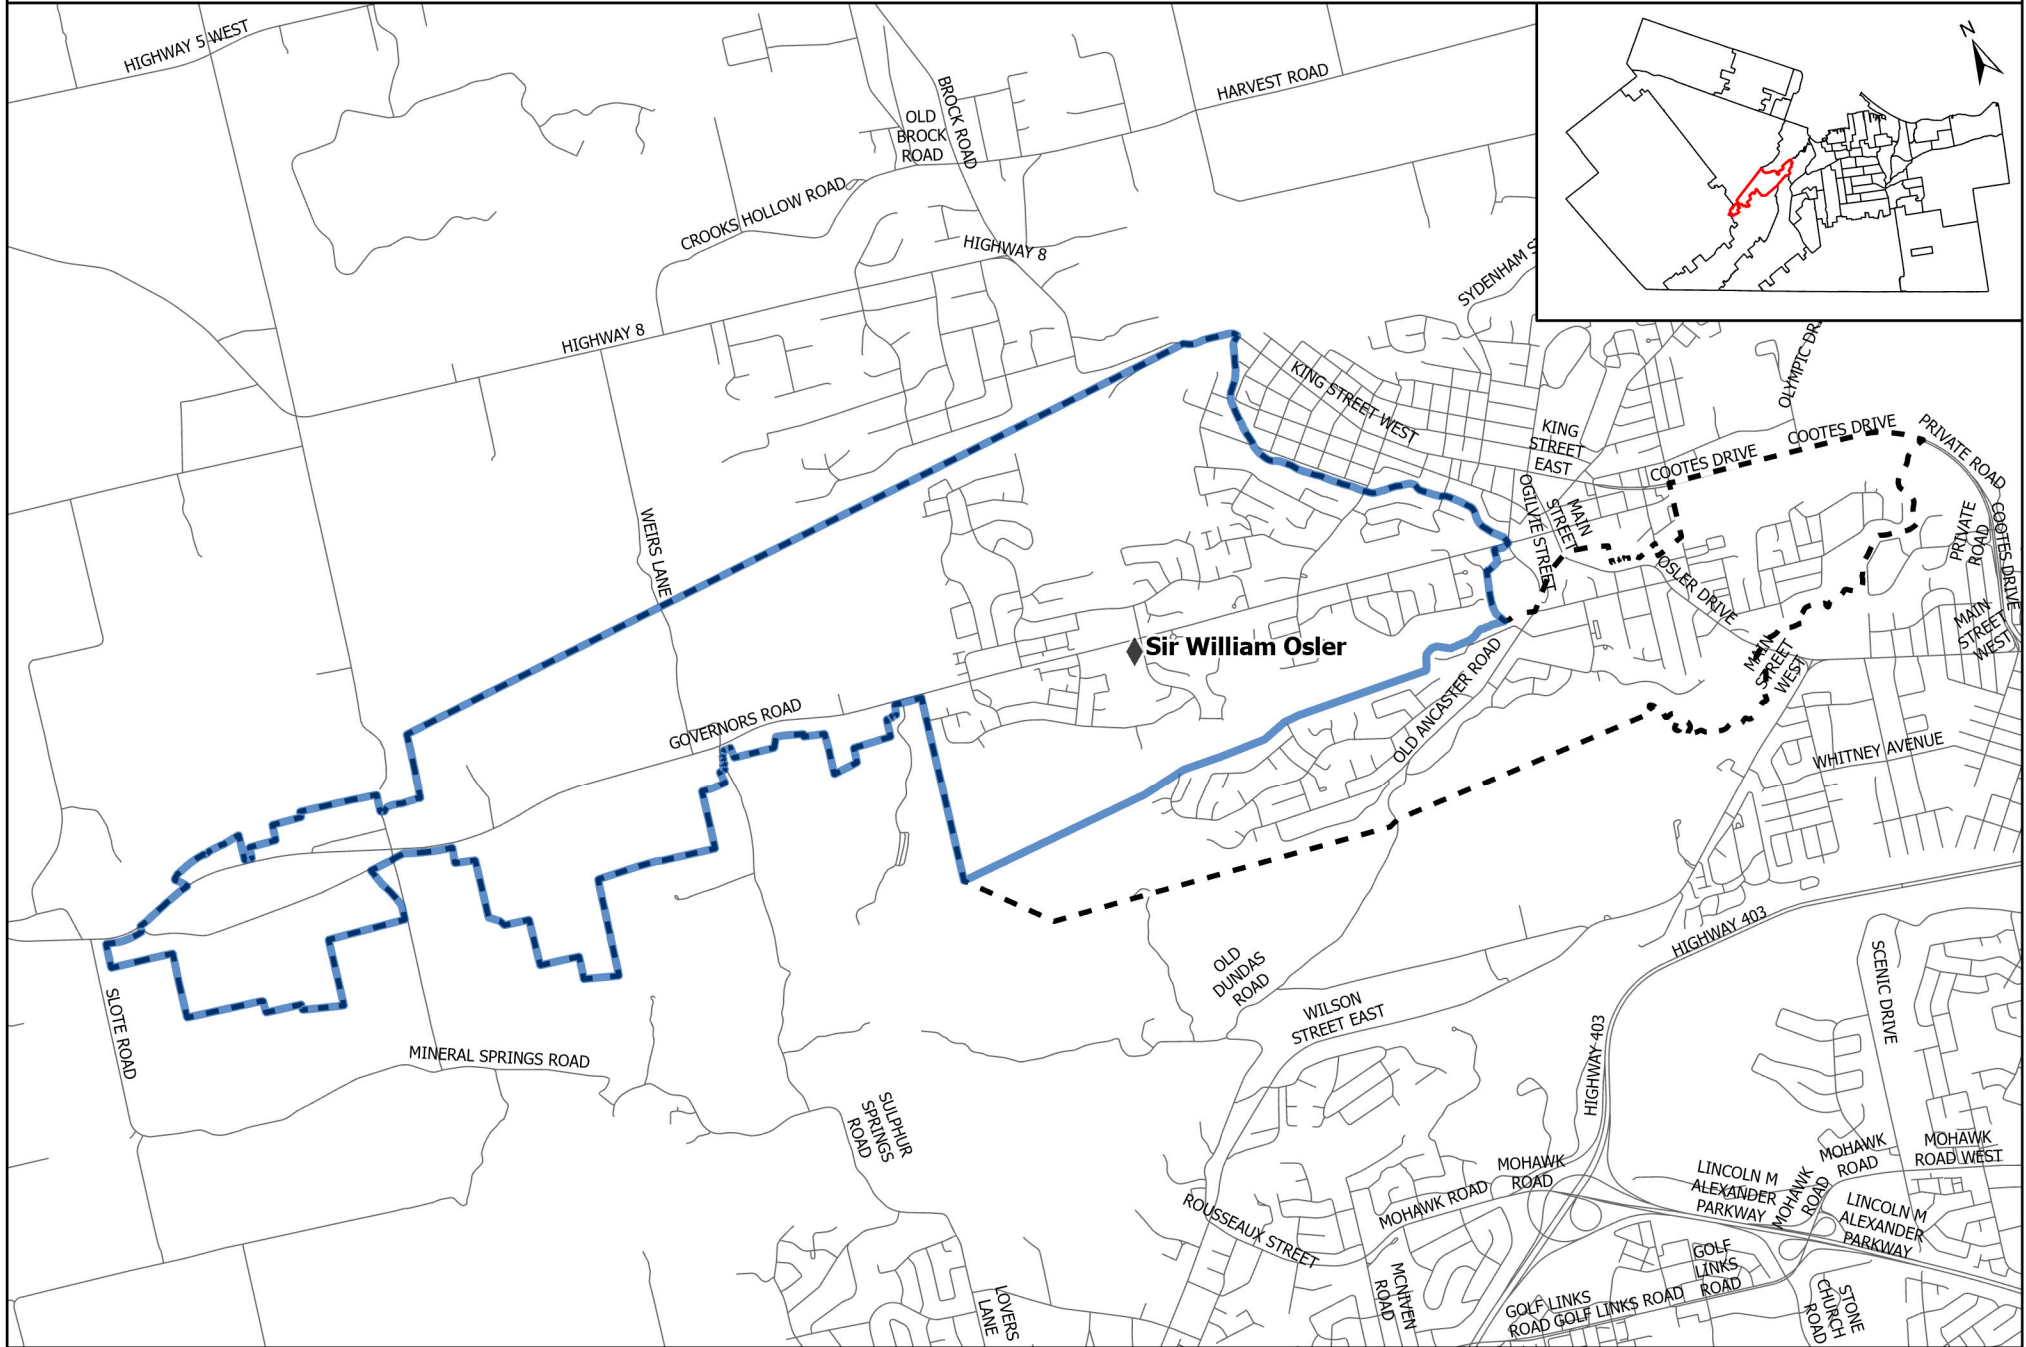 HIGHWAY 5 WEST
N
HARVEST ROAD
BROCK ROAD
OLD
BROCK
ROAD
CROOKS HOLLOW ROAD
HIGHWAY 8
SYDENHAM
HIGHWAY 8
OLYMPIC
KING STREET WEST
KING
STREET
EAST
COOTES DRIVE
COOTES DRIVE
PRIVATE ROAD
OGILVIE STREET
MAIN
STREET
WEIRS LANE
PRIVATE
ROAD
COOTES DRIVE
OSLER DRIVE
MAIN
STREET
WEST
Sir William Osler
MAIN
STREET
WEST
OLD ANCASTER ROAD
GOVERNORS ROAD
WHITNEY AVENUE
HIGHWAY 403
OLD
DUNDAS
ROAD
SCENIC DRIVE
WILSON
STREET EAST
SLOTE ROAD
HIGHWAY 403
MINERAL SPRINGS ROAD
SULPHUR
SPRINGS
ROAD
MOHAWK
ROAD
MOHAWK
ROAD WEST
MOHAWK
ROAD
LINCOLN M
ALEXANDER
PARKWAY
MOHAWK
ROAD
MOHAWK ROAD
LINCOLN M
ALEXANDER
PARKWAY
ROUSSEAUX STREET
GOLF
LINKS
ROAD
MCNIVEN
ROAD
GOLF LINKS
ROAD
GOLF LINKS ROAD
STONE
CHURCH
ROAD
LOVERS
LANE